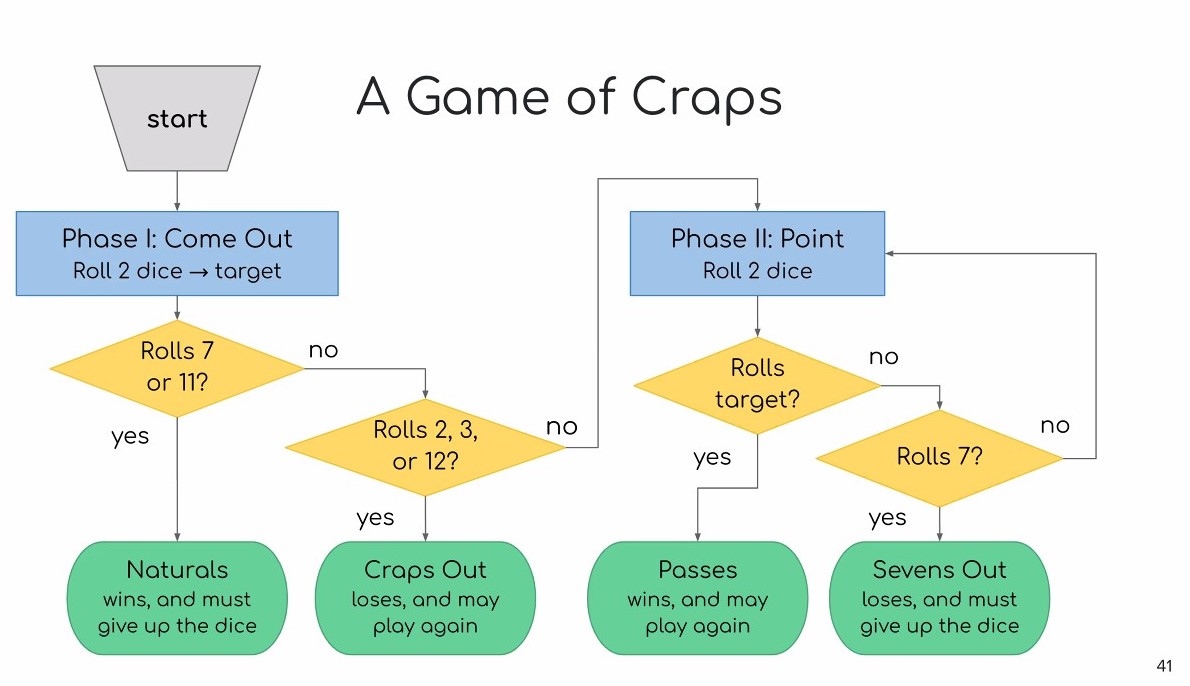 A Game of Craps
start
Phase I: Come Out
Roll 2 dice → target
Rolls 7
or 11?
no
yes
Rolls 2, 3,
or 12?
no
yes
Naturals
wins, and must
give up the dice
Craps Out
loses, and may
play again
Phase II: Point
Roll 2 dice
Rolls
target?
no
yes
Rolls 7?
no
yes
Passes
wins, and may
play again
Sevens Out
loses, and must
give up the dice
41